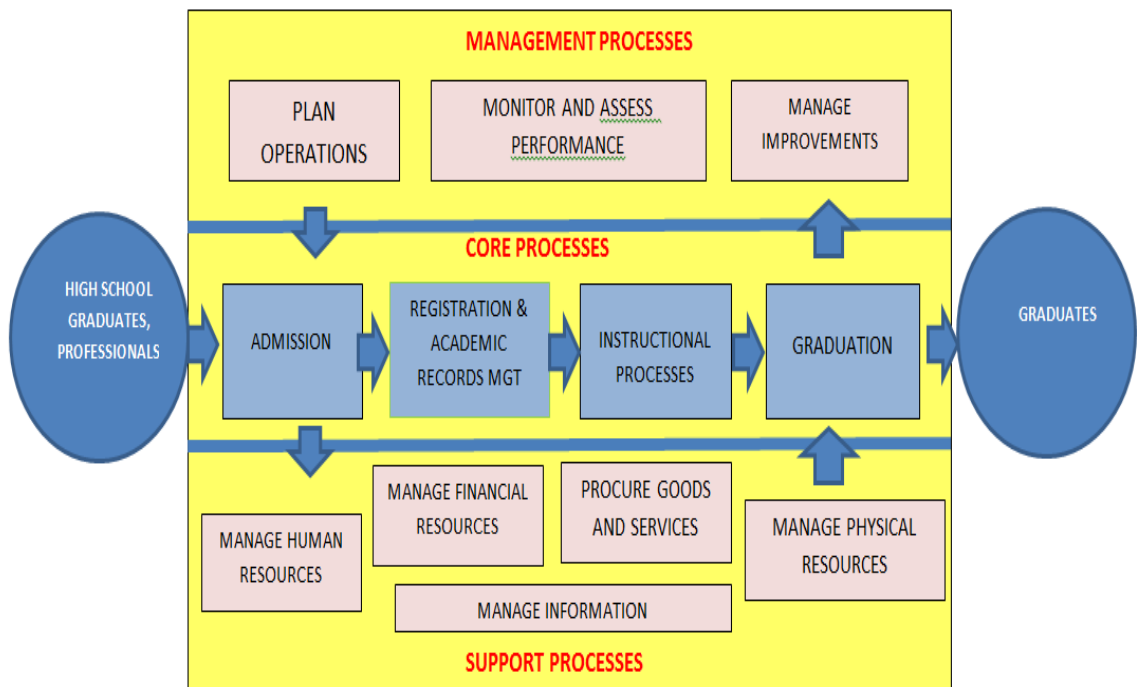 MANAGEMENT PROCESSES
PLAN
OPERATIONS
MONITOR AND ASSESS
PERFORMANCE
MANAGE
IMPROVEMENTS
CORE PROCESSES
HIGH SCHOOL
GRADUATES,
PROFESSIONALS
ADMISSION
REGISTRATION &
ACADEMIC
RECORDS MGT
INSTRUCTIONAL
PROCESSES
GRADUATION
GRADUATES
MANAGE HUMAN
RESOURCES
MANAGE FINANCIAL
RESOURCES
PROCURE GOODS
AND SERVICES
MANAGE PHYSICAL
RESOURCES
MANAGE INFORMATION
SUPPORT PROCESSES